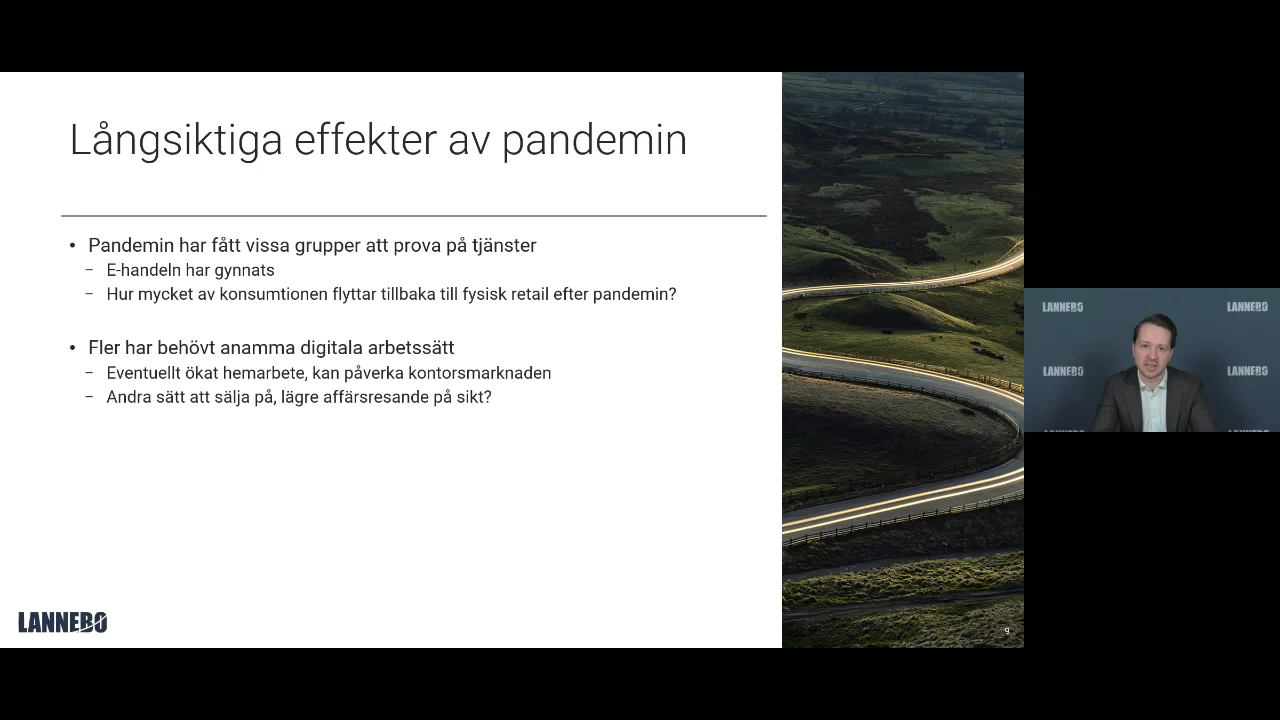 Långsiktiga effekter av pandemin
• Pandemin har fått vissa grupper att prova på tjänster
− E-handeln har gynnats
− Hur mycket av konsumtionen flyttar tillbaka till fysisk retail efter pandemin?
• Fler har behövt anamma digitala arbetssätt
− Eventuellt ökat hemarbete, kan påverka kontorsmarknaden
− Andra sätt att sälja på, lägre affärsresande på sikt?
LANNEBO
9
LANNEBO LANNEBO
LANNEBO LANNEBO
LANNEBO LANNEBO